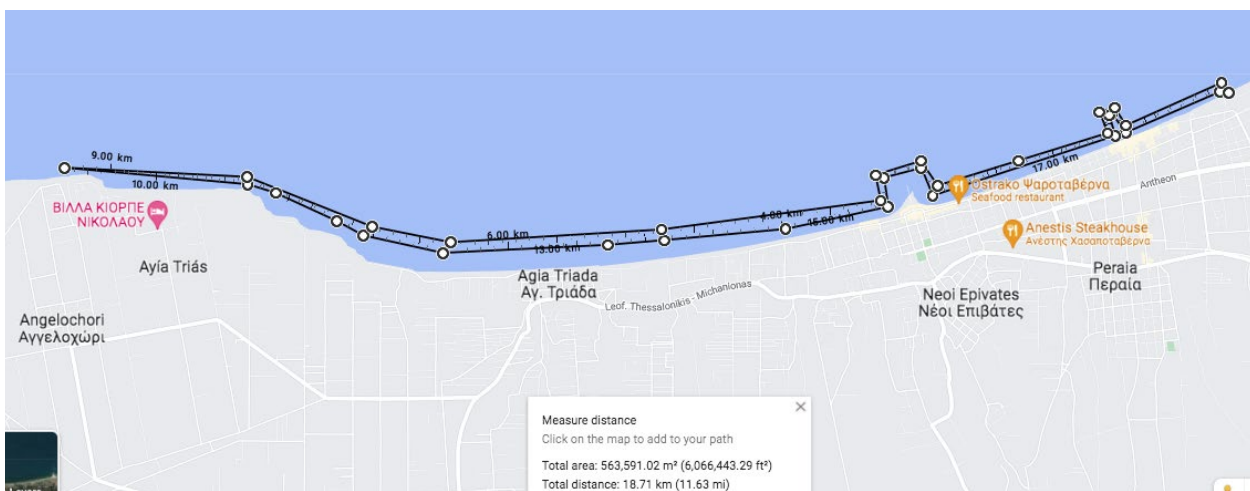 9.00 km
10.00 km
ΒΙΛΛΑ ΚΙΟΡΠΕ
ΝΙΚΟΛΑΟΥ
Ayía Triás
Angelochori
Αγγελοχώρι
6.00 km
13.00 km
Agia Triada
Αγ. Τριάδα
Leof. Thessalonikis - Michanionas
4.00 km
15.00 km
17.00 km
Ostrako Ψαροταβέρνα
Seafood restaurant
Antheon
Anestis Steakhouse
Ανέστης Χασαποταβέρνα
Peraia
Περαία
Neoi Epivates
Νέοι Επιβάτες
Measure distance
Click on the map to add to your path
Total area: 563,591.02 m² (6,066,443.29 ft²)
Total distance: 18.71 km (11.63 mi)